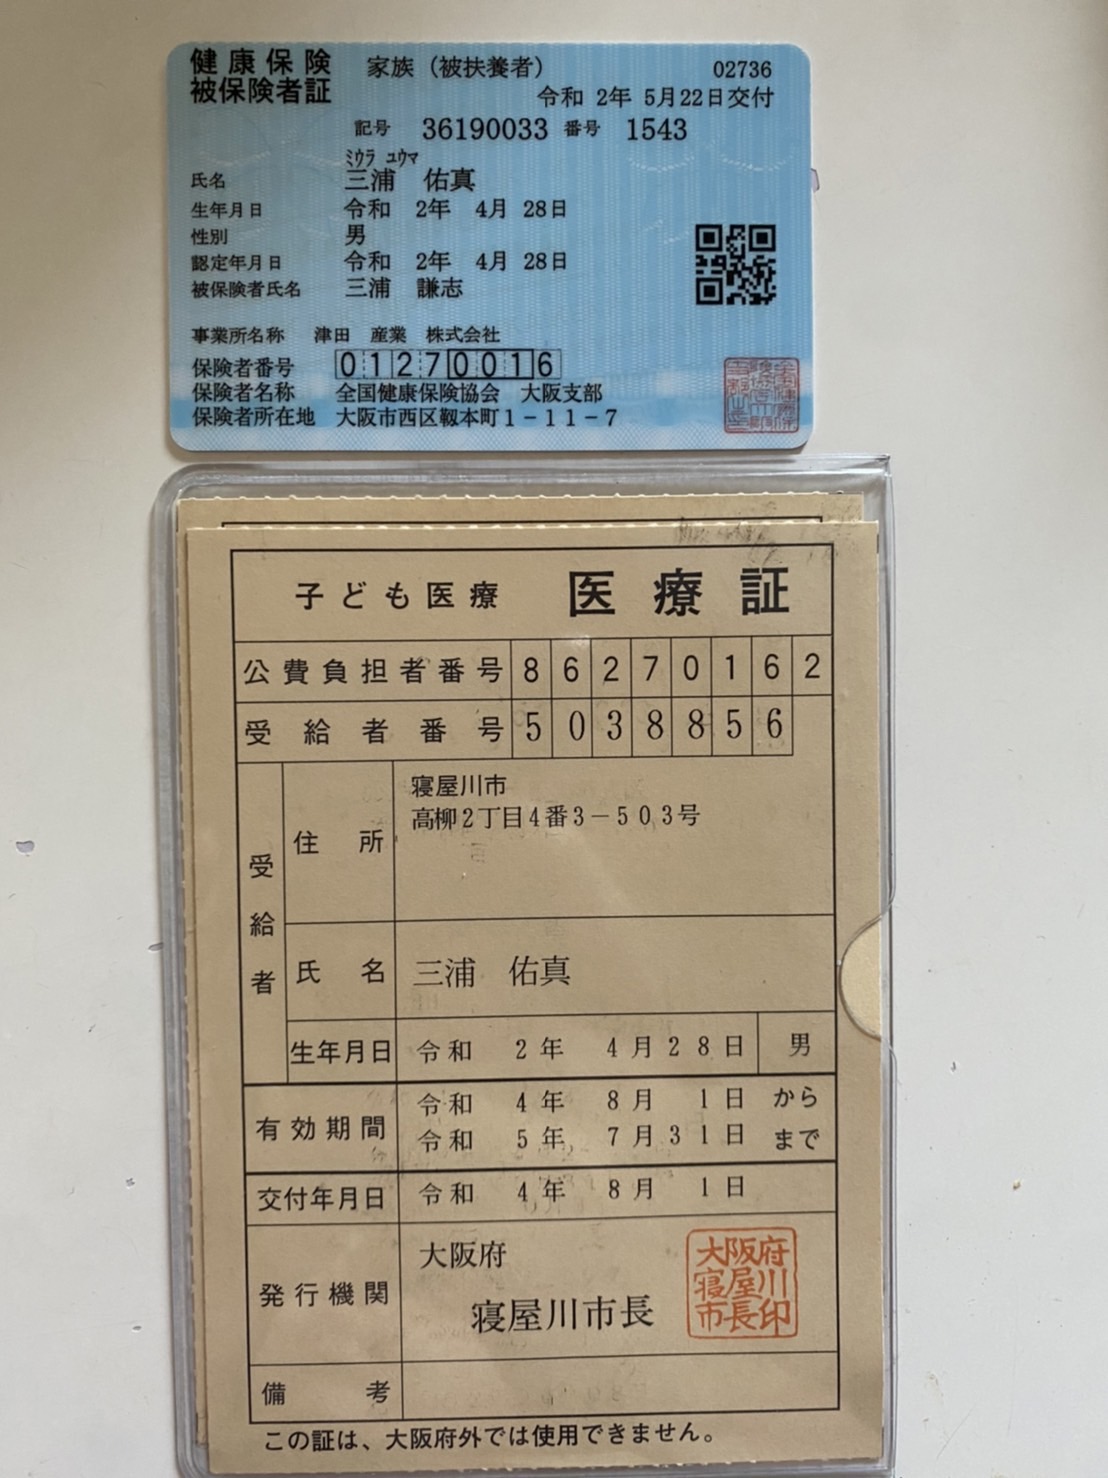 健康保険
被保険者証
家族（被扶養者）
02736
令和 2年 5月22日交付
記号 36190033 番号 1543
ﾐｳﾗ ﾕｳﾏ
氏名 三浦 佑真
生年月日 令和 2年 4月 28日
性別 男
認定年月日 令和 2年 4月 28日
被保険者氏名 三浦 謙志
事業所名称 津田 産業 株式会社
保険者番号 01270016
保険者名称 全国健康保険協会 大阪支部
保険者所在地 大阪市西区靱本町1-11-7
子ども医療 医療証
公費負担者番号 86270162
受給者番号 5038856
受給者
住所 寝屋川市
高柳2丁目4番3-503号
氏名 三浦 佑真
生年月日 令和 2年 4月28日 男
有効期間 令和 4年 8月 1日 から
令和 5年 7月31日 まで
交付年月日 令和 4年 8月 1日
発行機関 大阪府
寝屋川市長
大阪府
寝屋川
市長印
備考
この証は、大阪府外では使用できません。